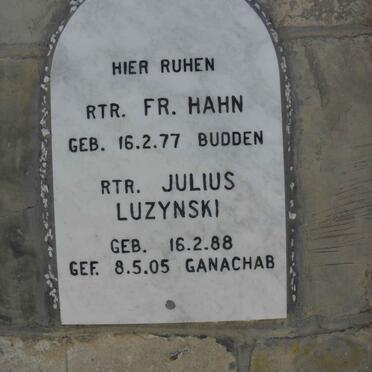 HIER RUHEN
RTR. FR. HAHN
GEB. 16.2.77 BUDDEN
RTR. JULIUS
LUZYNSKI
GEB. 16.2.88
GEF. 8.5.05 GANACHAB